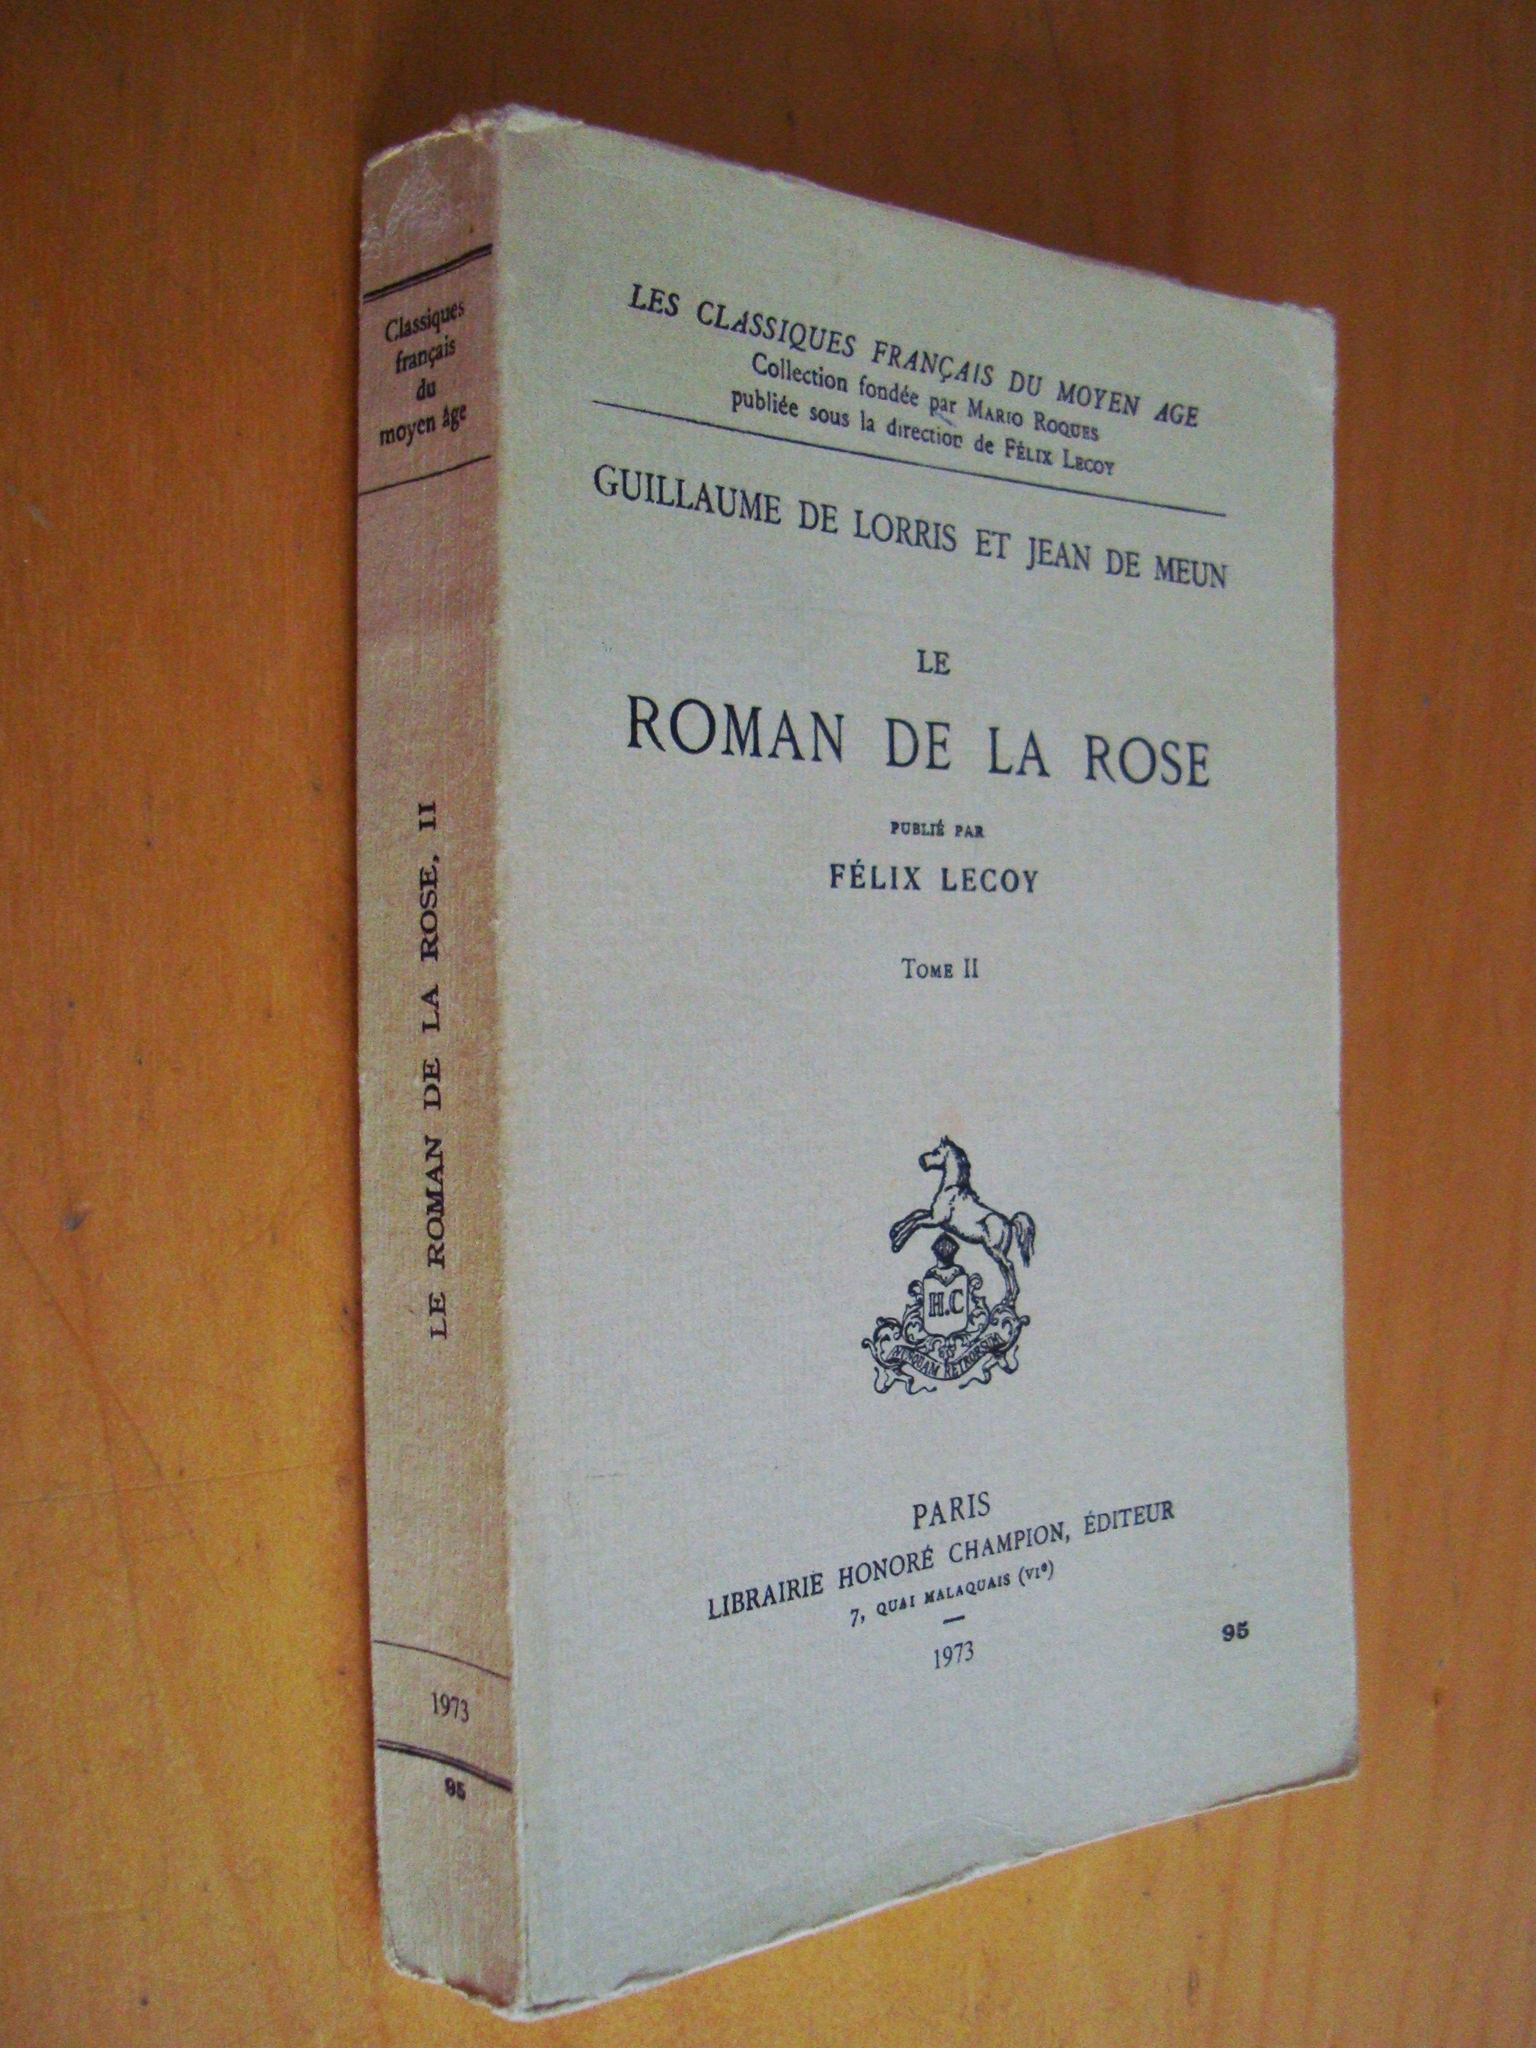 Classiques
français
du
moyen âge
LE ROMAN DE LA ROSE, II
1973
95
LES CLASSIQUES FRANÇAIS DU MOYEN AGE
Collection fondée par MARIO ROQUES
publiée sous la direction de FÉLIX LECOY
GUILLAUME DE LORRIS ET JEAN DE MEUN
LE
ROMAN DE LA ROSE
PUBLIÉ PAR
FÉLIX LECOY
TOME II
H.C
NUSQUAM RETRORSUM
PARIS
LIBRAIRIE HONORÉ CHAMPION, ÉDITEUR
7, QUAI MALAQUAIS (VIe)
1973
95